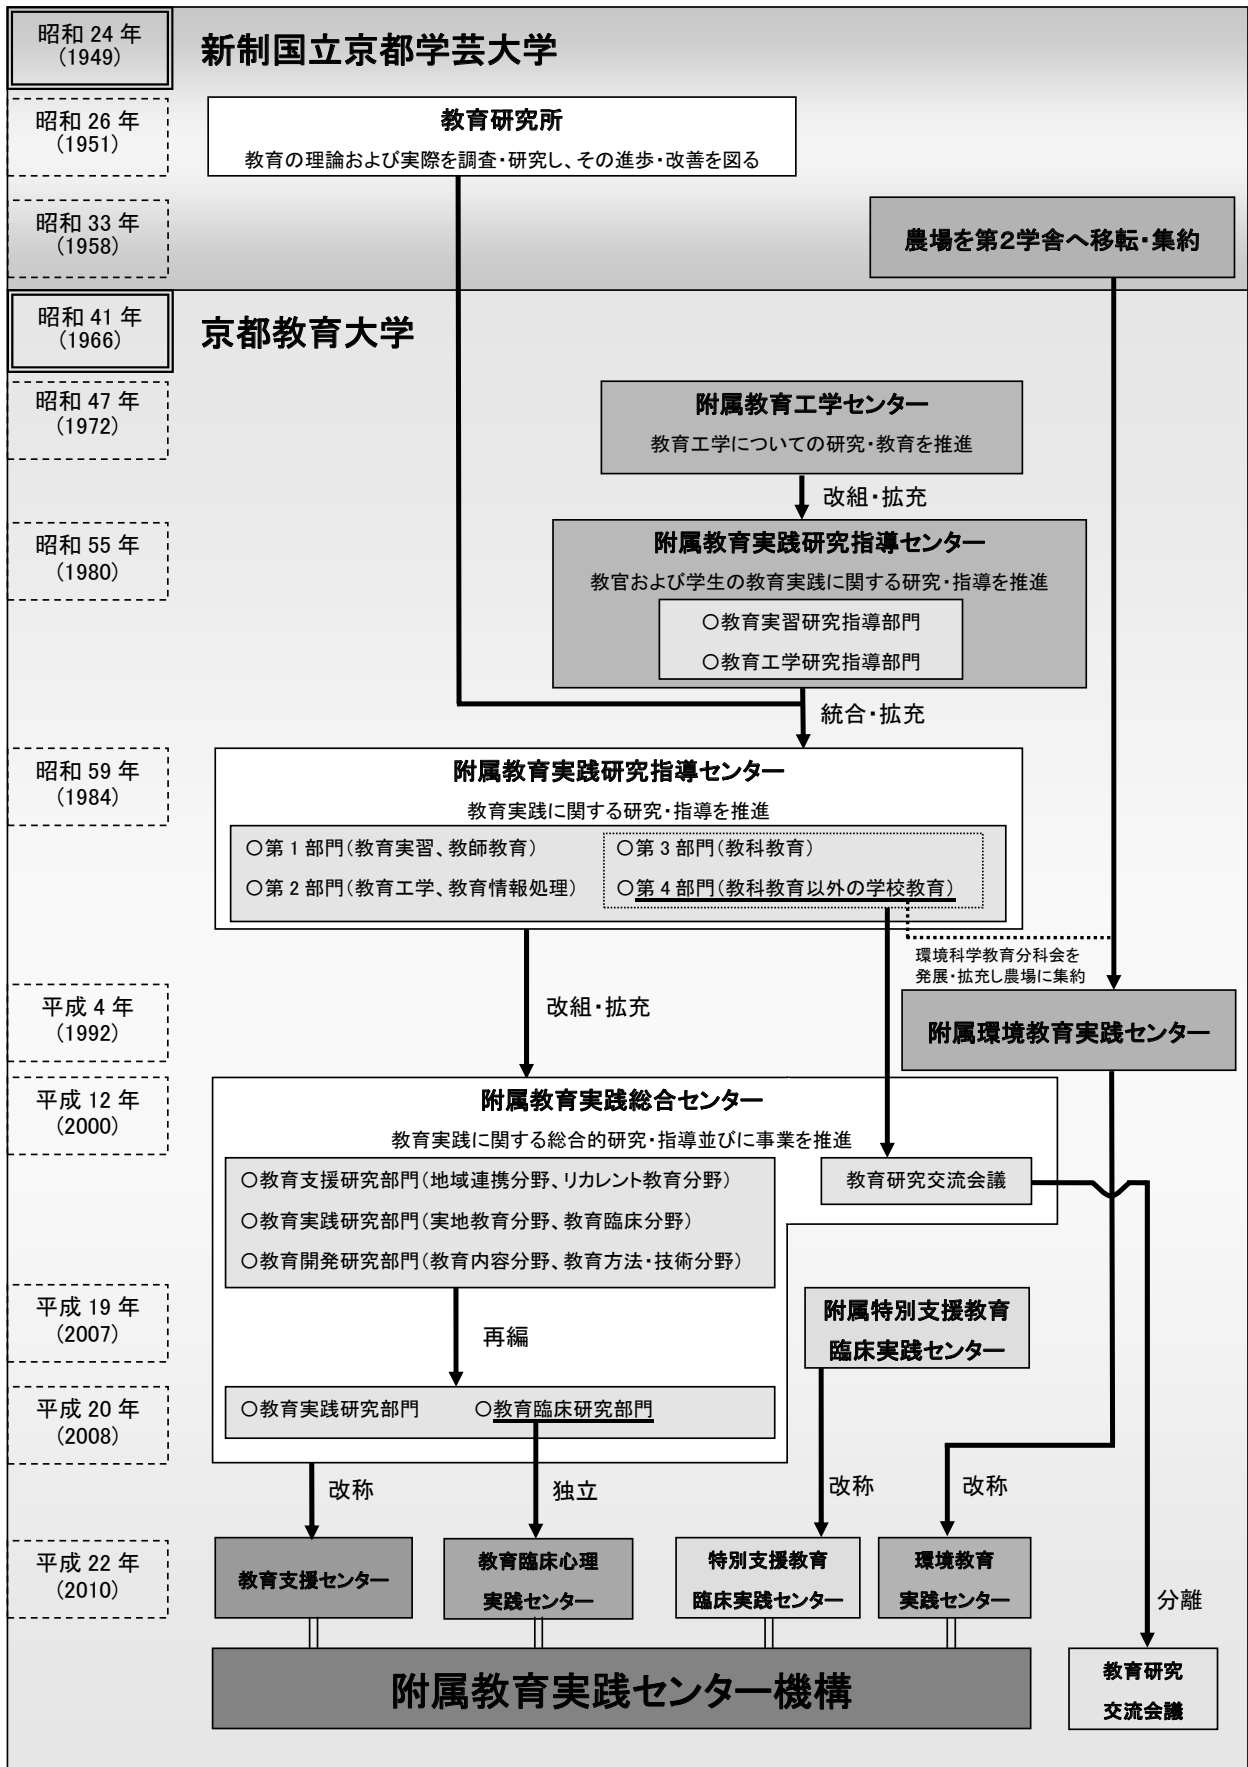 昭和 24 年
(1949)
新制国立京都学芸大学
昭和 26 年
(1951)
教育研究所
教育の理論および実際を調査・研究し、その進歩・改善を図る
昭和 33 年
(1958)
農場を第2学舎へ移転・集約
昭和 41 年
(1966)
京都教育大学
昭和 47 年
(1972)
附属教育工学センター
教育工学についての研究・教育を推進
改組・拡充
昭和 55 年
(1980)
附属教育実践研究指導センター
教官および学生の教育実践に関する研究・指導を推進
○教育実習研究指導部門
○教育工学研究指導部門
統合・拡充
昭和 59 年
(1984)
附属教育実践研究指導センター
教育実践に関する研究・指導を推進
○第 1 部門(教育実習、教師教育)
○第 3 部門(教科教育)
○第 2 部門(教育工学、教育情報処理)
○第 4 部門(教科教育以外の学校教育)
環境科学教育分科会を
発展・拡充し農場に集約
平成 4 年
(1992)
改組・拡充
附属環境教育実践センター
平成 12 年
(2000)
附属教育実践総合センター
教育実践に関する総合的研究・指導並びに事業を推進
○教育支援研究部門(地域連携分野、リカレント教育分野)
○教育実践研究部門(実地教育分野、教育臨床分野)
○教育開発研究部門(教育内容分野、教育方法・技術分野)
教育研究交流会議
平成 19 年
(2007)
再編
附属特別支援教育
臨床実践センター
平成 20 年
(2008)
○教育実践研究部門
○教育臨床研究部門
改称
独立
改称
改称
平成 22 年
(2010)
教育支援センター
教育臨床心理
実践センター
特別支援教育
臨床実践センター
環境教育
実践センター
分離
附属教育実践センター機構
教育研究
交流会議